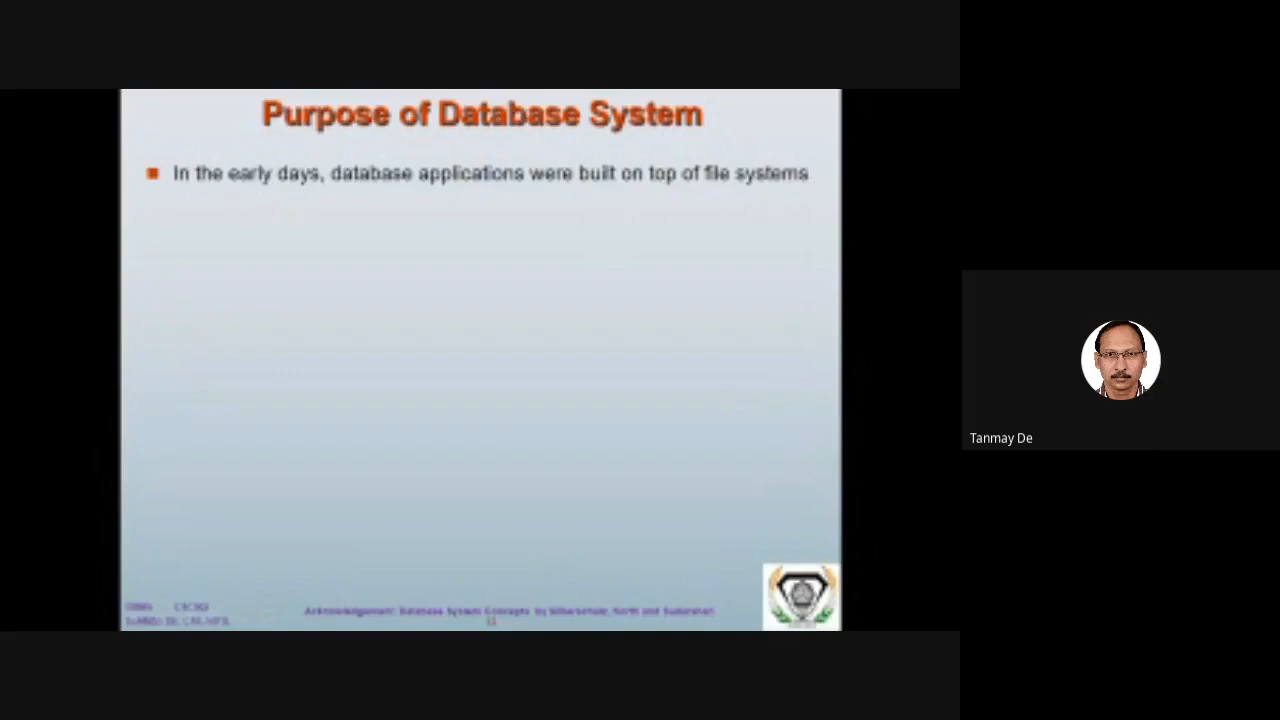 Purpose of Database System
In the early days, database applications were built on top of file systems
Tanmay De
Acknowledgement: Database System Concepts by Silberschatz, Korth and Sudarshan
11